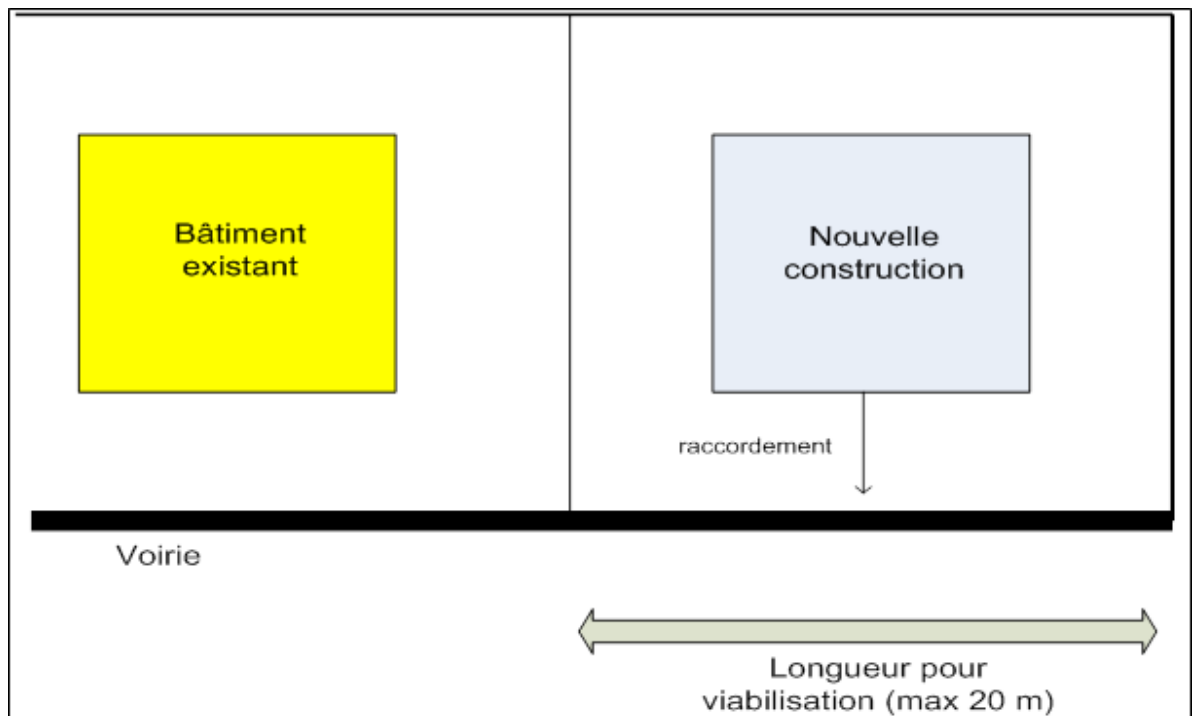 Bâtiment
existant
Nouvelle
construction
raccordement
Voirie
Longueur pour
viabilisation (max 20 m)